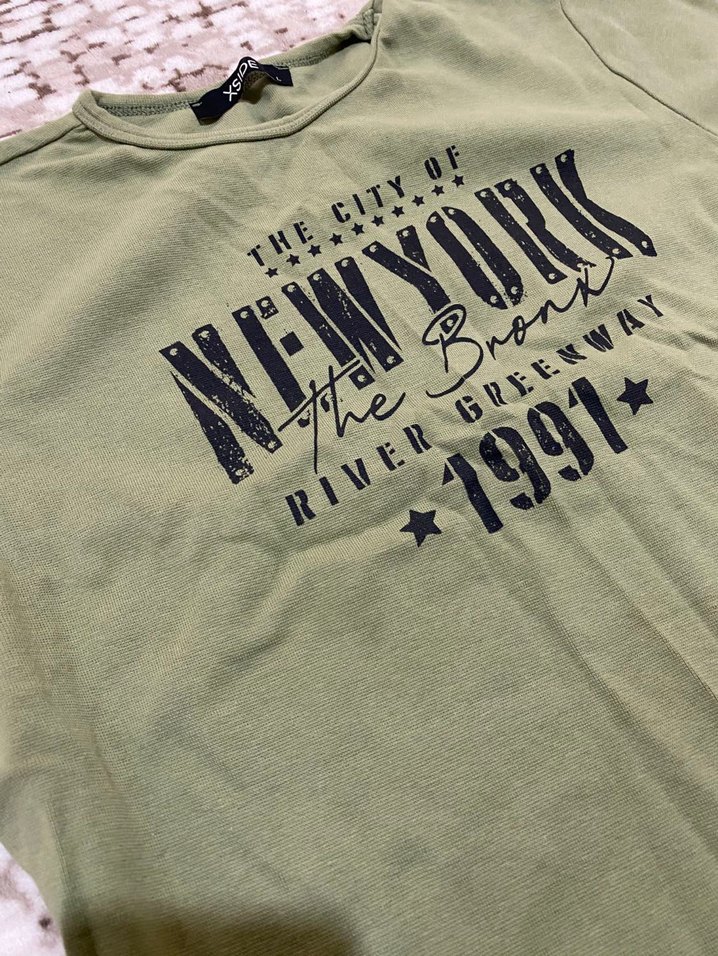 XSIDE
THE CITY OF
NEWYORK
The Bronx
RIVER GREENWAY
1991